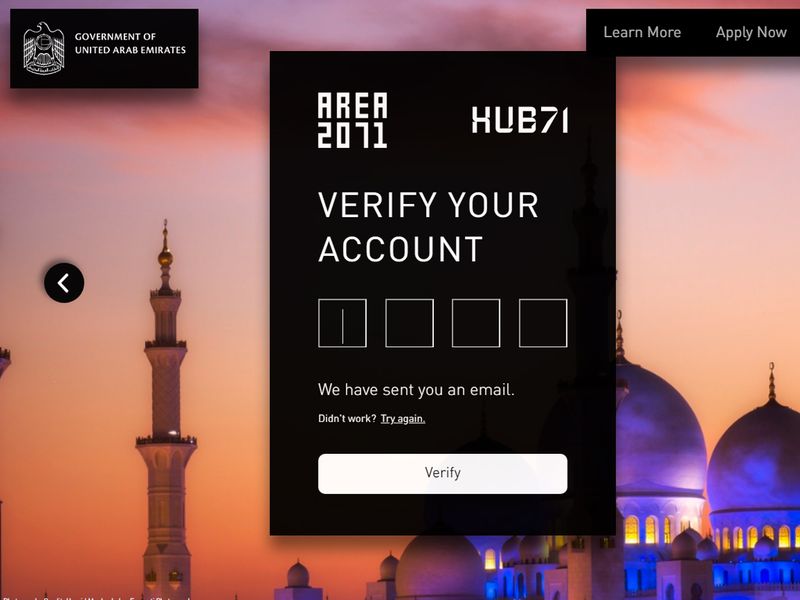 GOVERNMENT OF
UNITED ARAB EMIRATES
Learn More
Apply Now
AREA
2071
HUB71
VERIFY YOUR
ACCOUNT
We have sent you an email.
Didn't work? Try again.
Verify